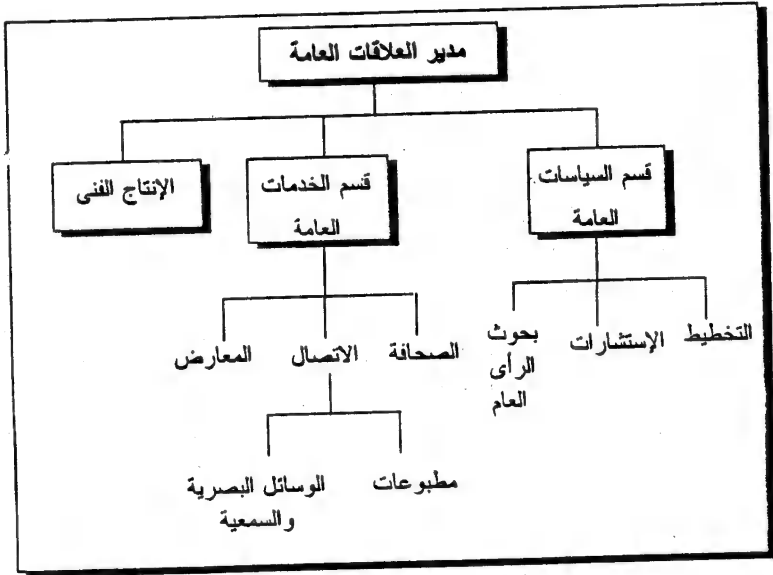 مدير العلاقات العامة
قسم السياسات
العامة
قسم الخدمات
العامة
الإنتاج الفنى
التخطيط
الإستشارات
بحوث
الرأى
العام
الصحافة
الاتصال
المعارض
مطبوعات
الوسائل البصرية
والسمعية